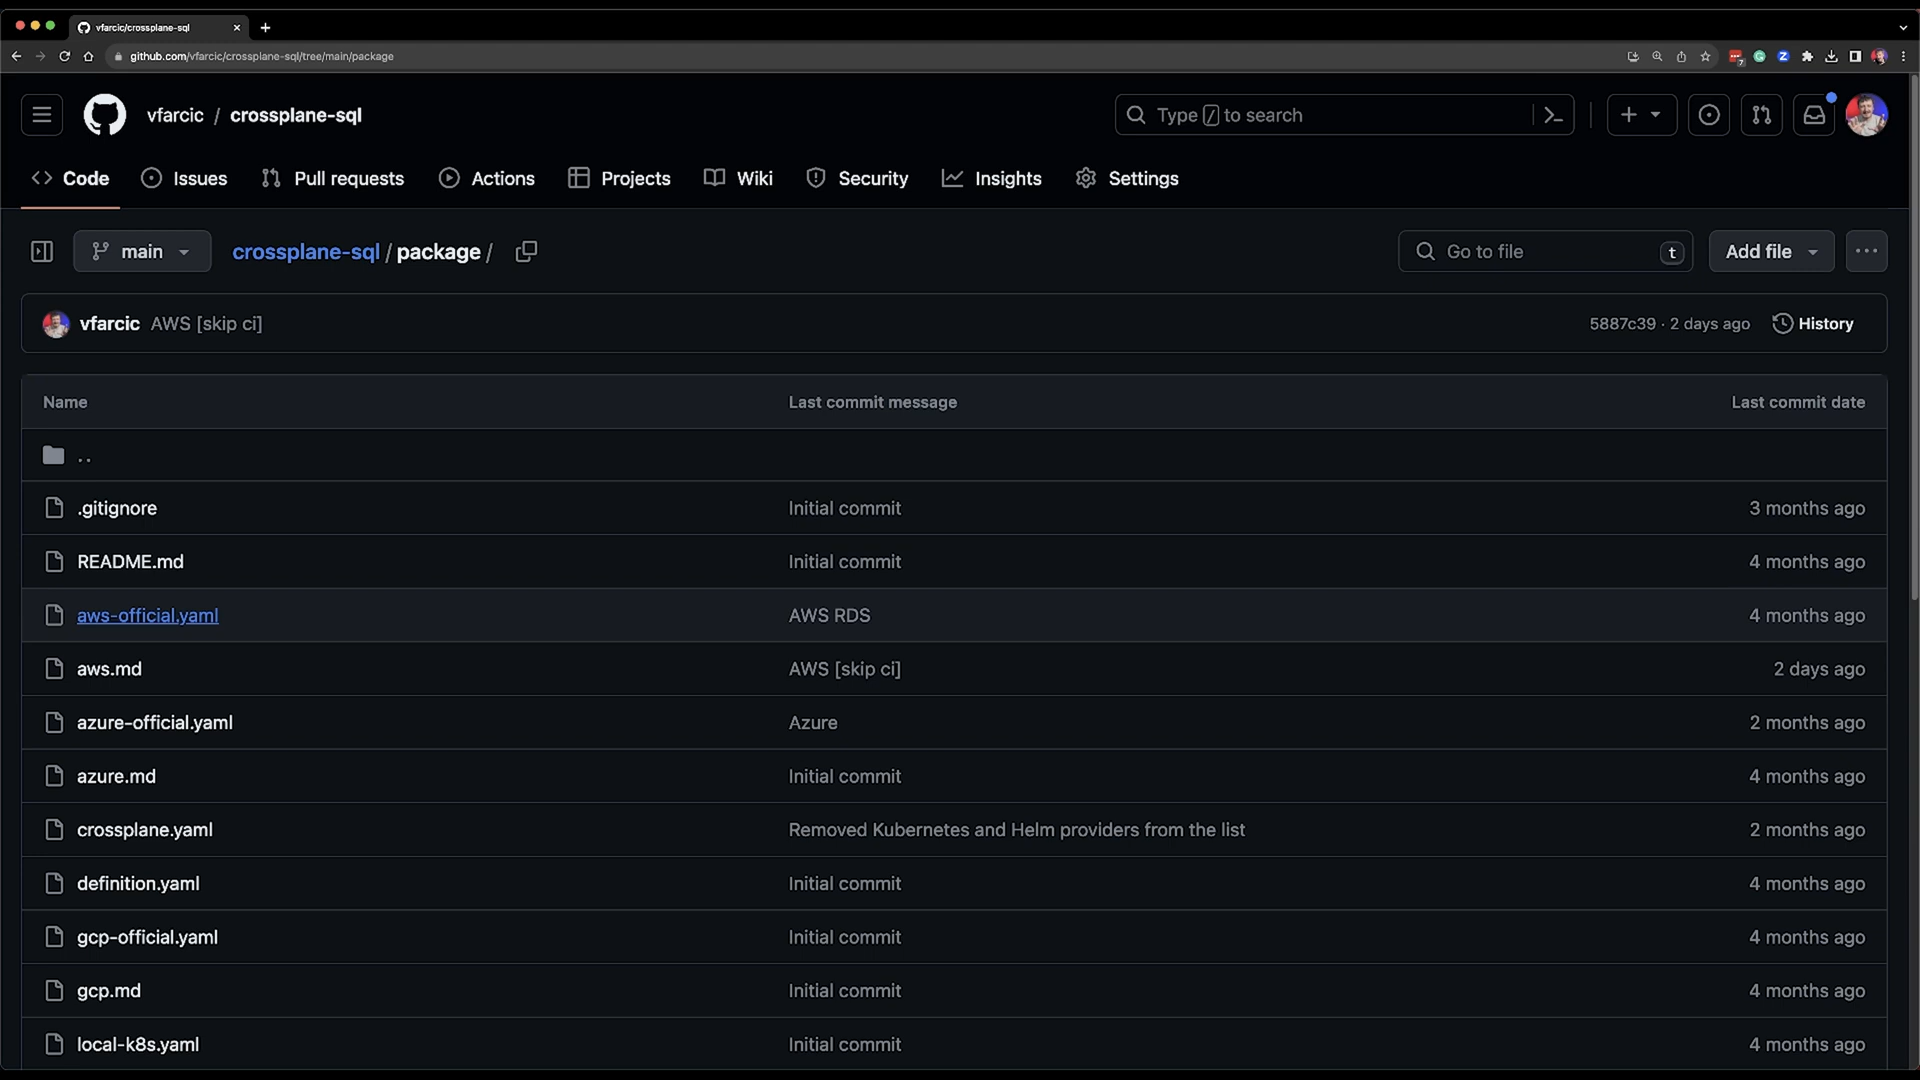 vfarcic/crossplane-sql
github.com/vfarcic/crossplane-sql/tree/main/package
vfarcic / crossplane-sql
Type / to search
Code Issues Pull requests Actions Projects Wiki Security Insights Settings
main crossplane-sql / package / Go to file t Add file
vfarcic AWS [skip ci] 5887c39 · 2 days ago History
Name Last commit message Last commit date
..
.gitignore Initial commit 3 months ago
README.md Initial commit 4 months ago
aws-official.yaml AWS RDS 4 months ago
aws.md AWS [skip ci] 2 days ago
azure-official.yaml Azure 2 months ago
azure.md Initial commit 4 months ago
crossplane.yaml Removed Kubernetes and Helm providers from the list 2 months ago
definition.yaml Initial commit 4 months ago
gcp-official.yaml Initial commit 4 months ago
gcp.md Initial commit 4 months ago
local-k8s.yaml Initial commit 4 months ago